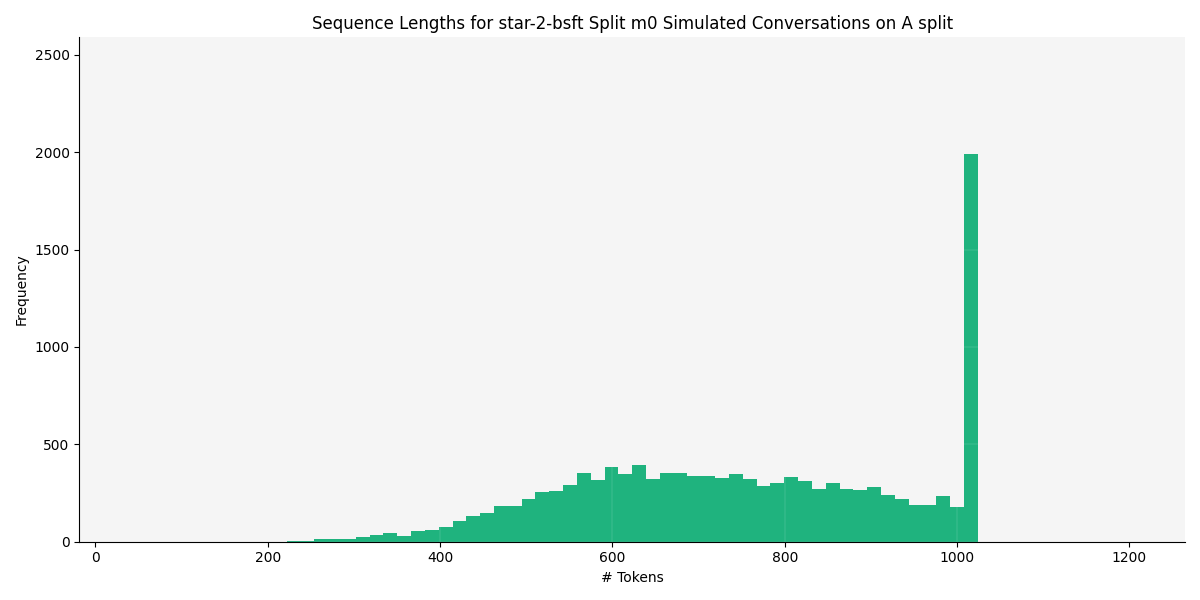 Sequence Lengths for star-2-bsft Split m0 Simulated Conversations on A split
2500
2000
1500
1000
500
0
Frequency
0 200 400 600 800 1000 1200
# Tokens